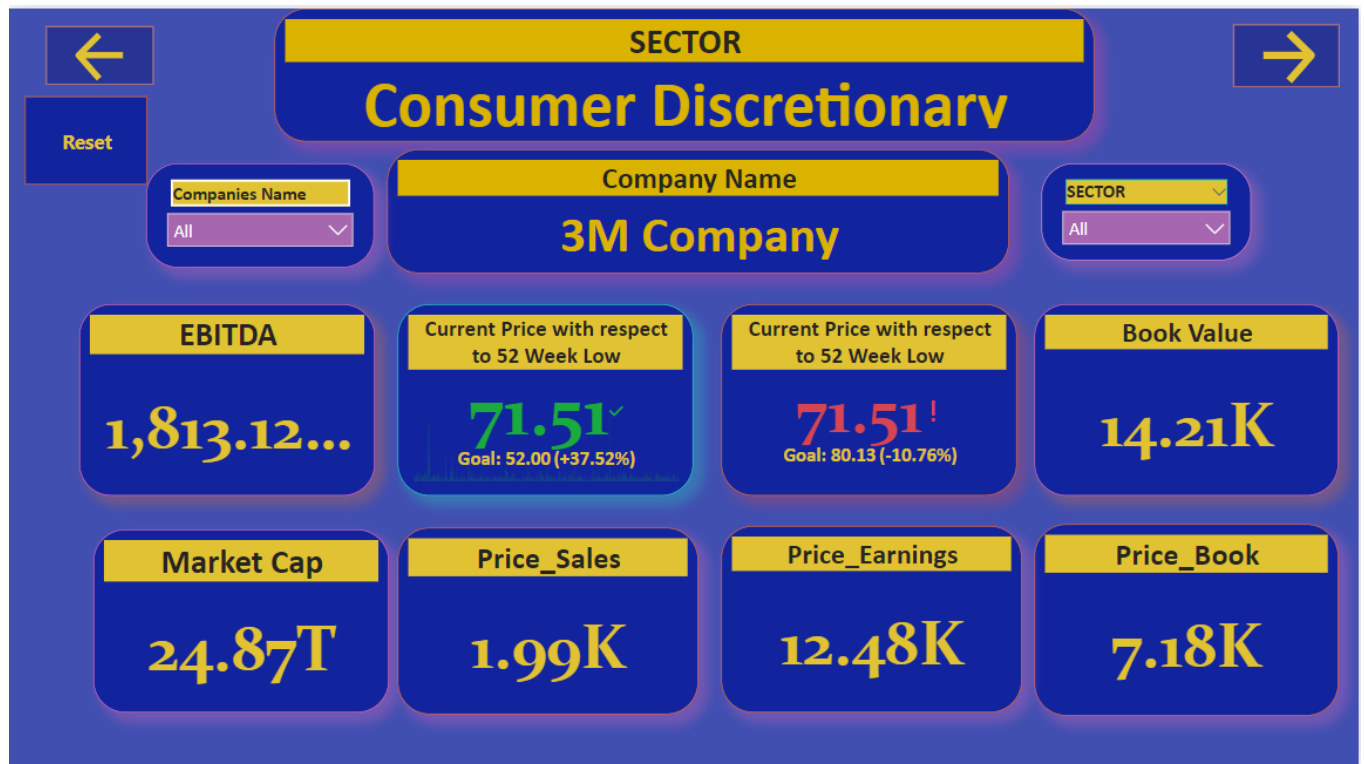 SECTOR
Consumer Discretionary
Reset
Companies Name
All
Company Name
3M Company
SECTOR
All
EBITDA
1,813.12...
Current Price with respect
to 52 Week Low
71.51
Goal: 52.00 (+37.52%)
Current Price with respect
to 52 Week Low
71.51!
Goal: 80.13 (-10.76%)
Book Value
14.21K
Market Cap
24.87T
Price_Sales
1.99K
Price_Earnings
12.48K
Price_Book
7.18K